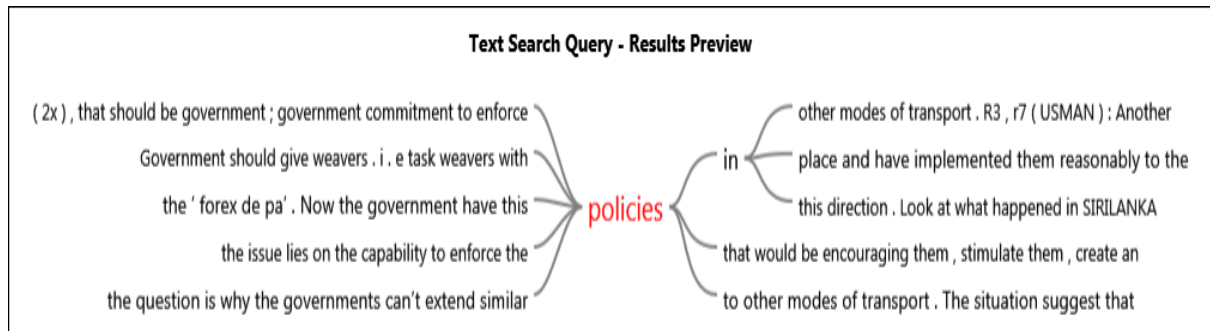 Text Search Query - Results Preview
( 2x ) , that should be government ; government commitment to enforce
Government should give weavers . i . e task weavers with
the ' forex de pa' . Now the government have this
the issue lies on the capability to enforce the
the question is why the governments can't extend similar
policies
in
other modes of transport . R3 , r7 ( USMAN ) : Another
place and have implemented them reasonably to the
this direction . Look at what happened in SIRILANKA
that would be encouraging them , stimulate them , create an
to other modes of transport . The situation suggest that